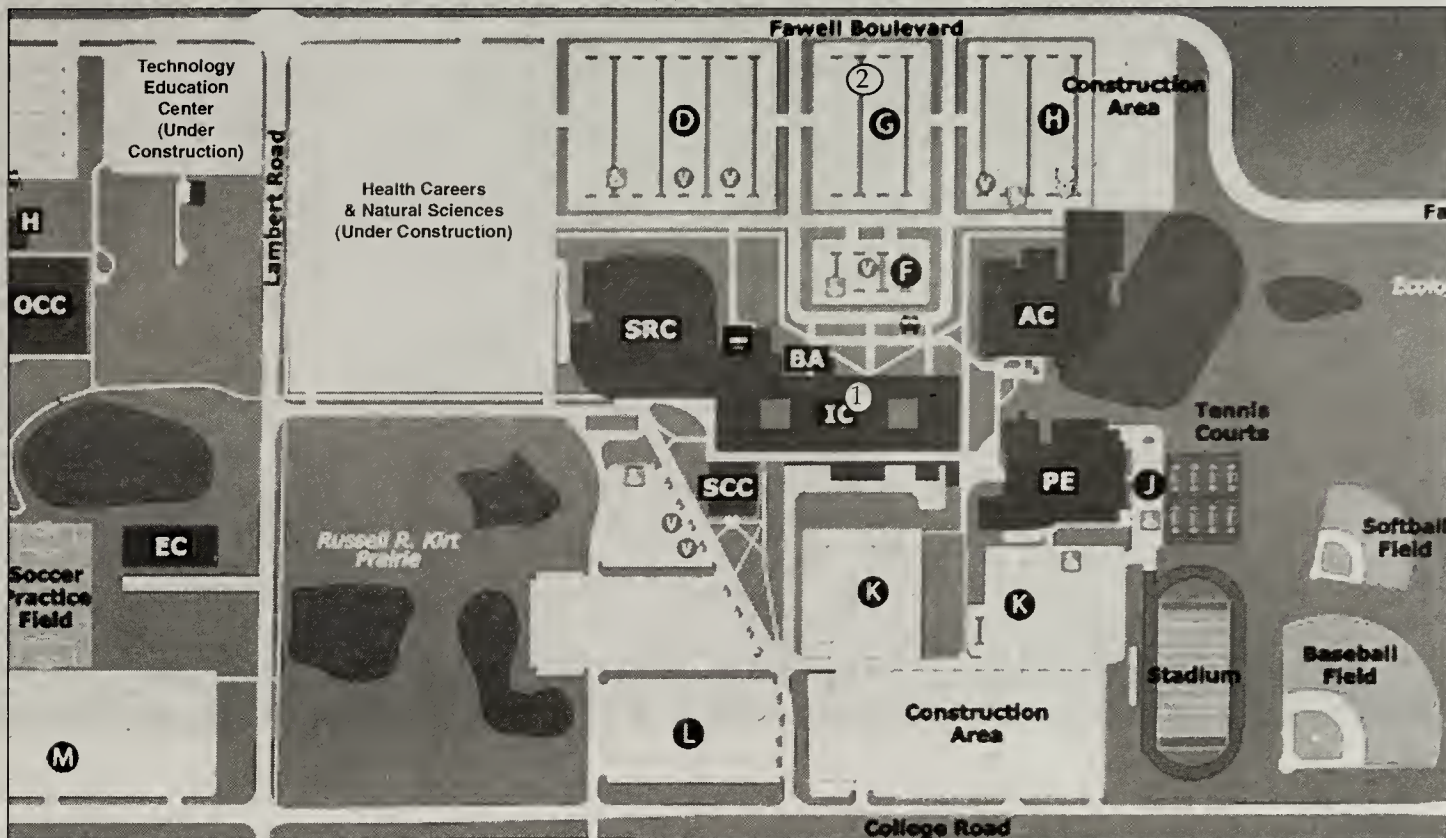 Fawell Boulevard
Technology
Education
Center
(Under
Construction)
2
Construction
Area
D
G
H
Lambert Road
Health Careers
& Natural Sciences
(Under Construction)
V
V
V
H
Fa
F
V
OCC
SRC
AC
Ecolo
BA
IC
1
Tennis
Courts
SCC
PE
J
V
V
EC
Russell R. Kirt
Prairie
Softball
Field
Soccer
Practice
Field
K
K
Stadium
Baseball
Field
Construction
Area
L
M
College Road